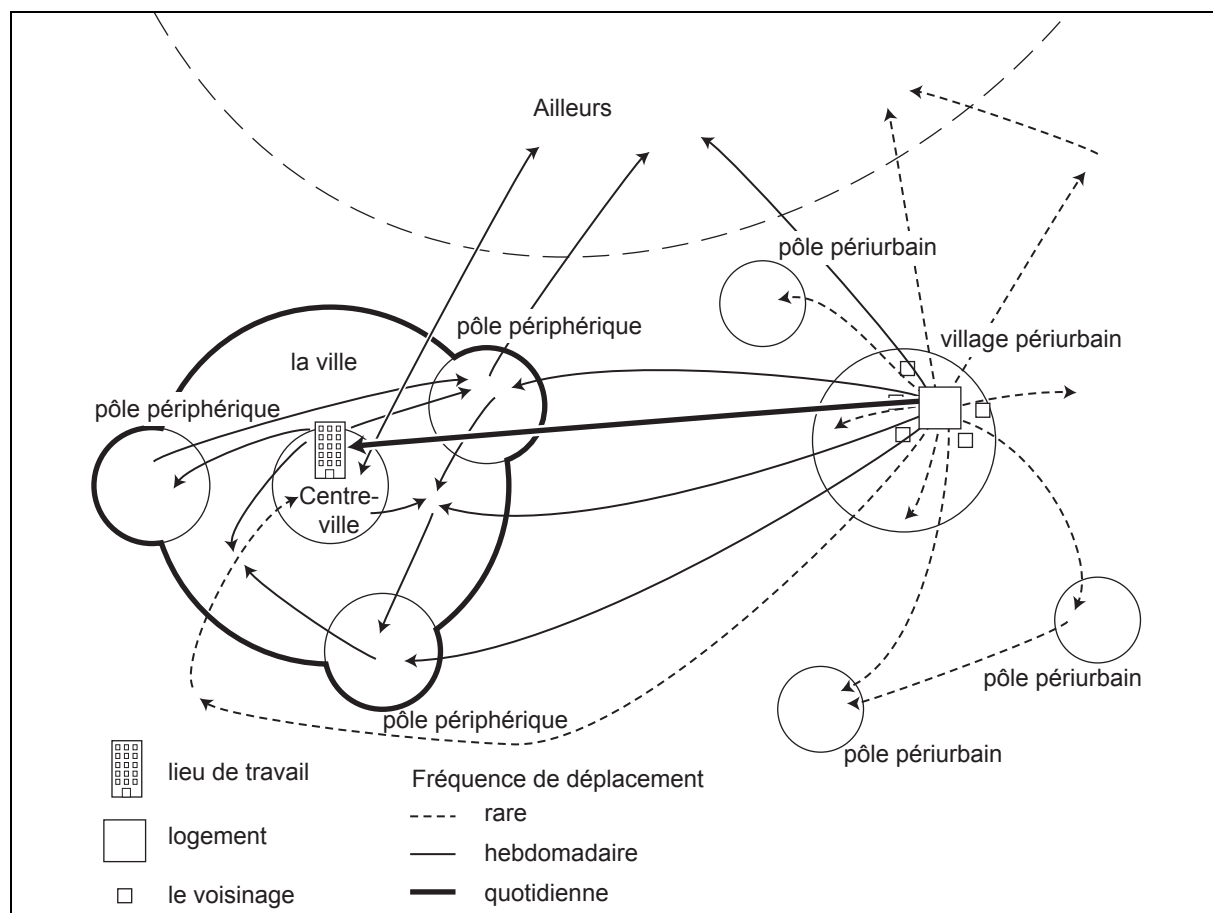 Ailleurs
pôle périurbain
pôle périphérique
village périurbain
la ville
pôle périphérique
Centre-
ville
pôle périurbain
pôle périphérique
pôle périurbain
lieu de travail
Fréquence de déplacement
rare
logement
hebdomadaire
le voisinage
quotidienne